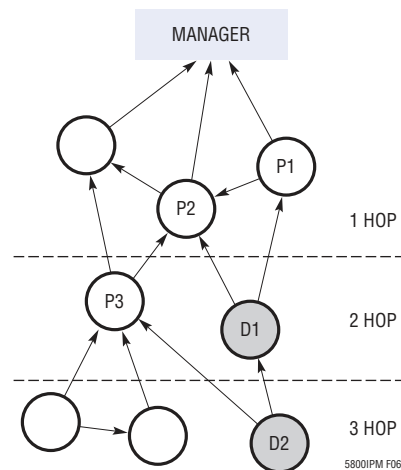 MANAGER
P1
P2
1 HOP
P3
D1
2 HOP
D2
3 HOP
5800IPM F06